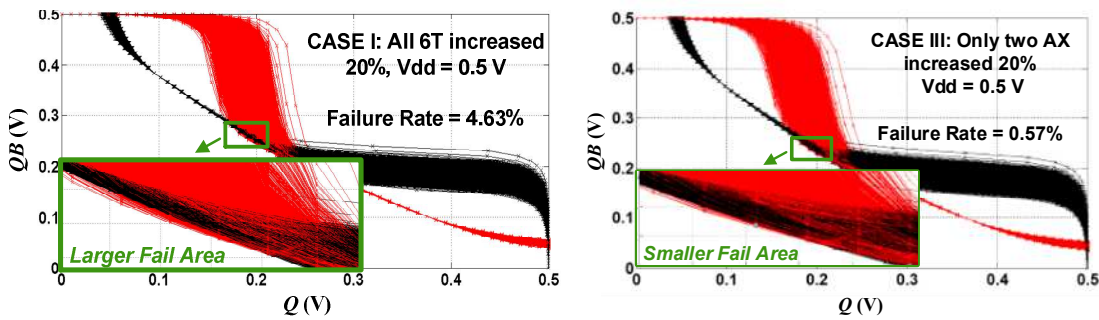 CASE I: All 6T increased
20%, Vdd = 0.5 V
Failure Rate = 4.63%
Larger Fail Area
QB (V)
0.5
0.4
0.3
0.2
0.1
0
0
0.1
0.2
0.3
0.4
0.5
Q (V)
CASE III: Only two AX
increased 20%
Vdd = 0.5 V
Failure Rate = 0.57%
Smaller Fail Area
QB (V)
0.5
0.4
0.3
0.2
0.1
0
0
0.1
0.2
0.3
0.4
0.5
Q (V)